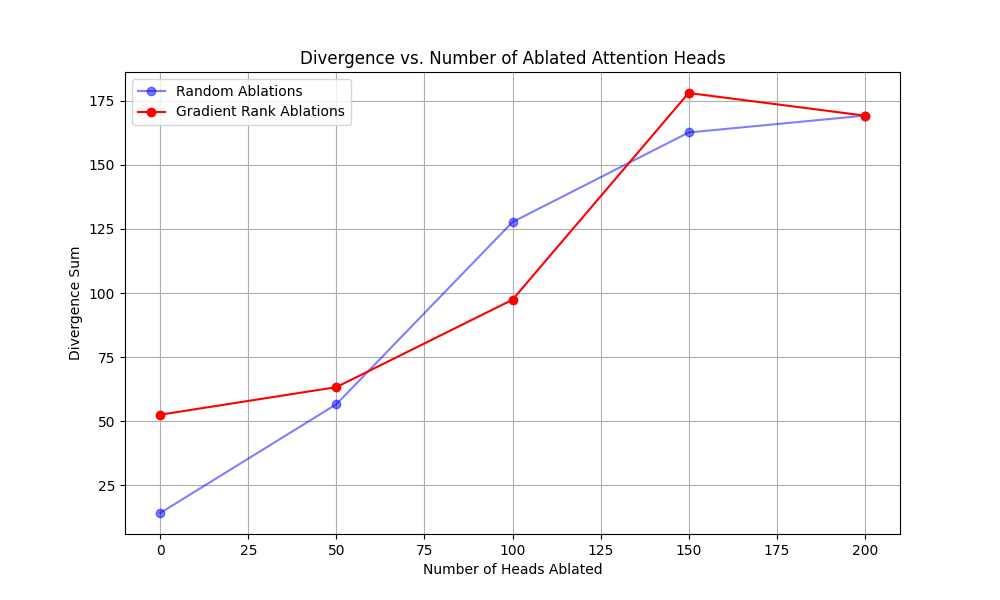 Divergence vs. Number of Ablated Attention Heads
Random Ablations
Gradient Rank Ablations
175
150
125
100
75
50
25
Divergence Sum
0 25 50 75 100 125 150 175 200
Number of Heads Ablated